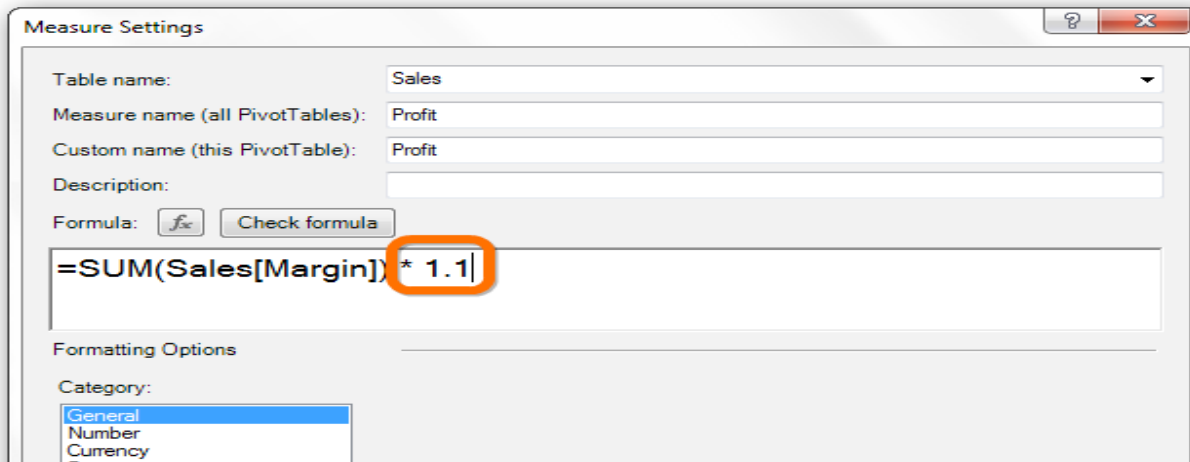 Measure Settings
Table name: Sales
Measure name (all PivotTables): Profit
Custom name (this PivotTable): Profit
Description:
Formula: fx Check formula
=SUM(Sales[Margin]) * 1.1
Formatting Options
Category:
General
Number
Currency